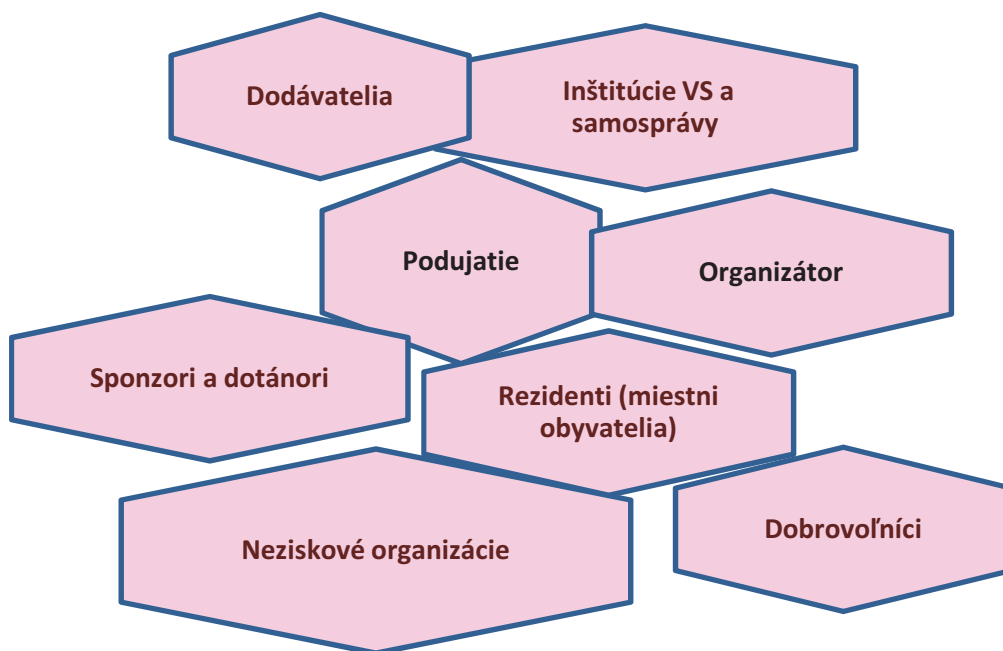 Dodávatelia
Inštitúcie VS a
samosprávy
Podujatie
Organizátor
Sponzori a dotánori
Rezidenti (miestni
obyvatelia)
Neziskové organizácie
Dobrovoľníci